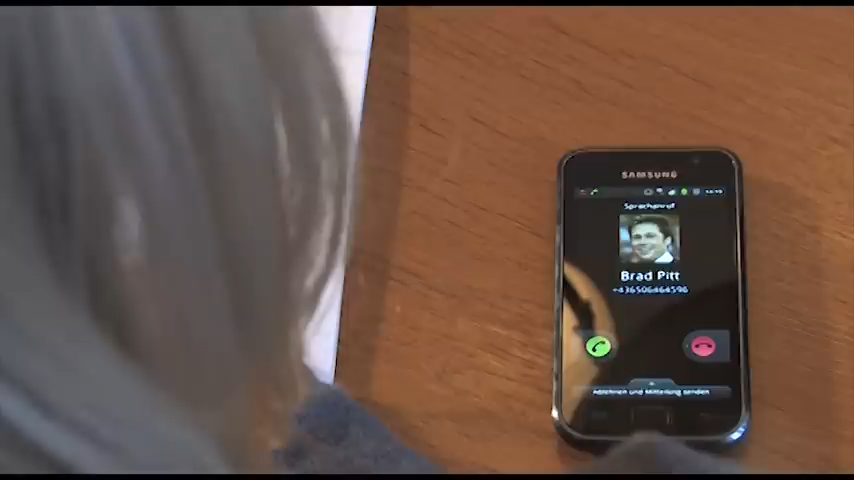 SAMSUNG
Sprachanruf
Brad Pitt
+436506464596
Ablehnen und Mitteilung senden